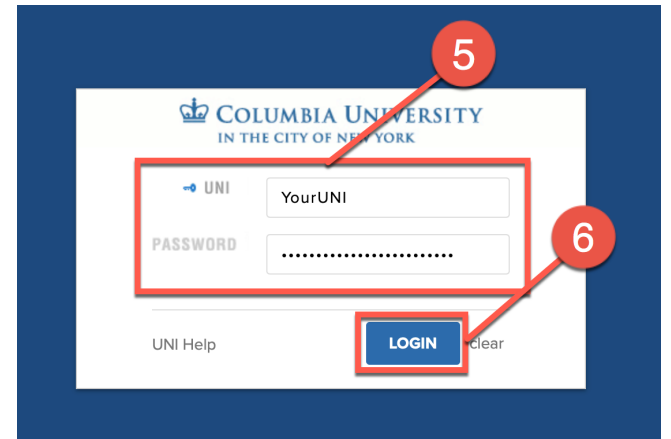 5
COLUMBIA UNIVERSITY
IN THE CITY OF NEW YORK
UNI
YourUNI
6
PASSWORD
••••••••••••••••••••••••
UNI Help
LOGIN
clear